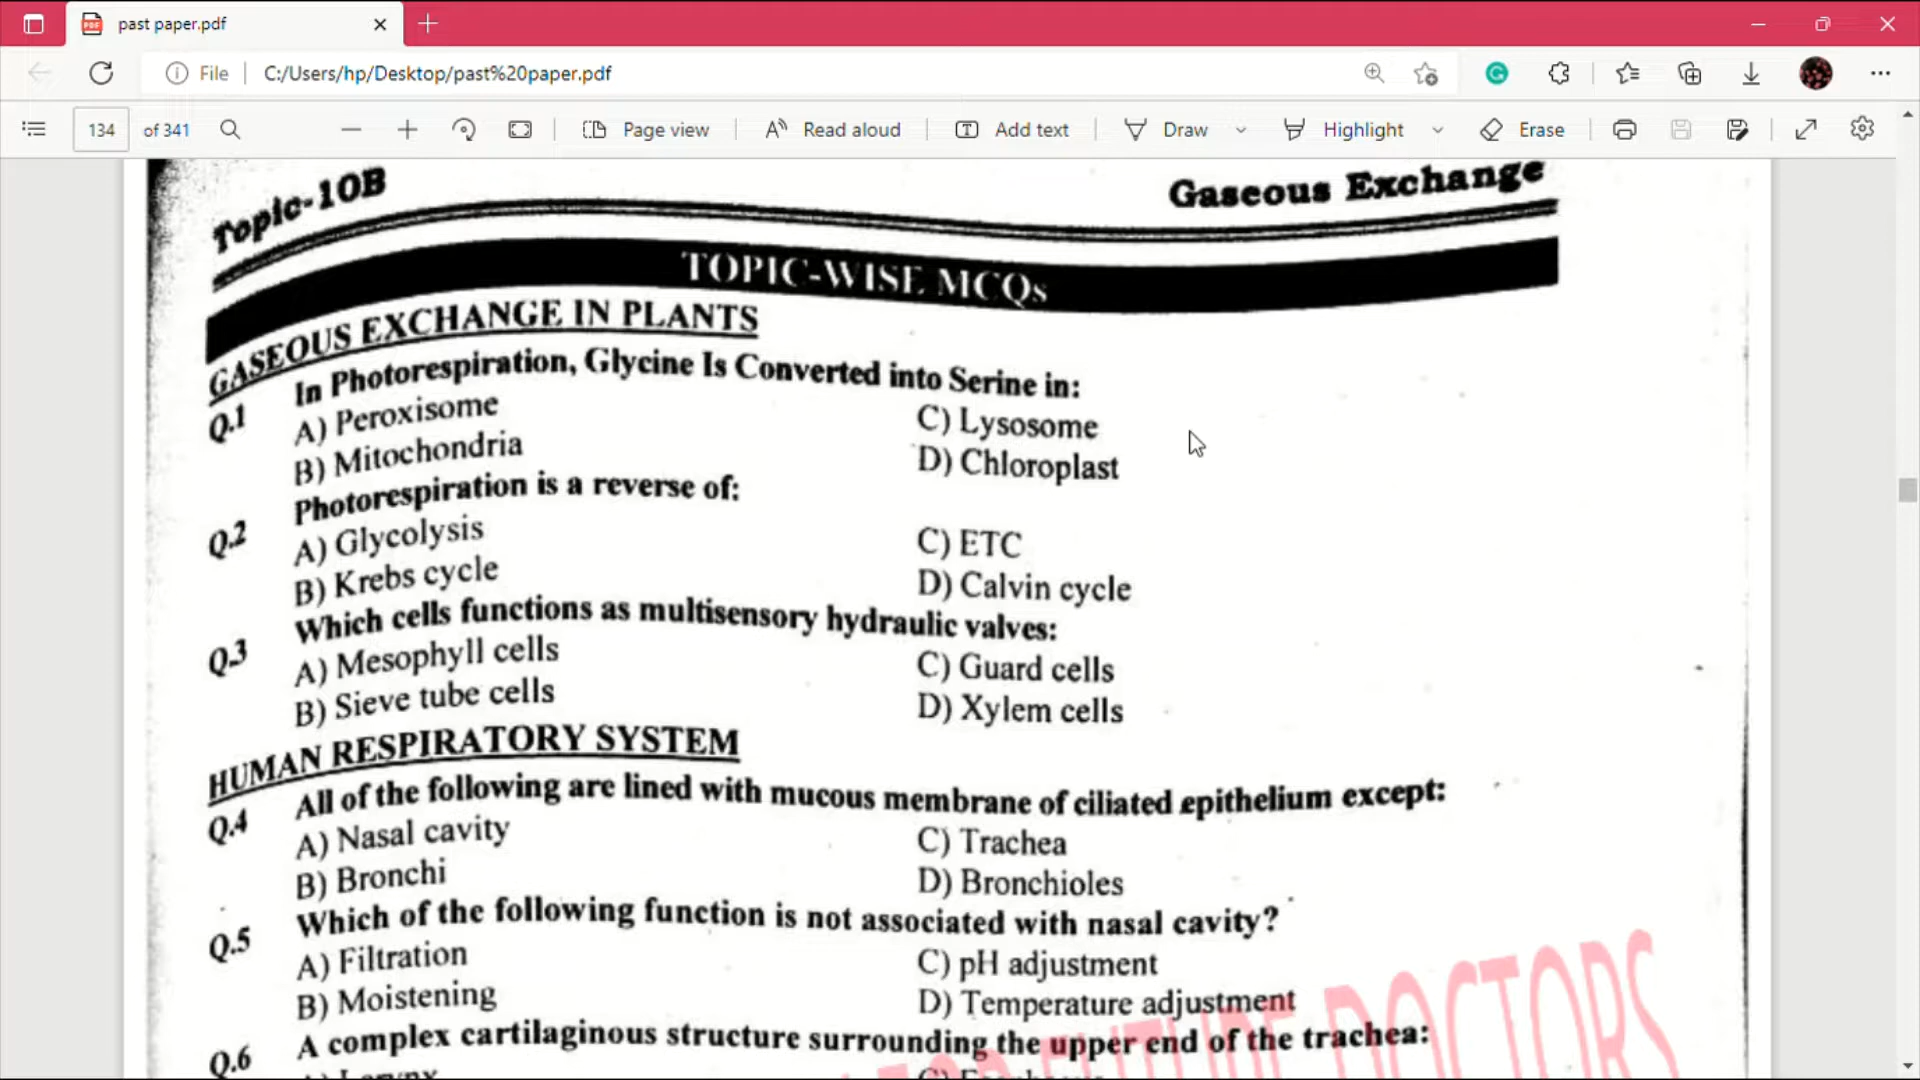 past paper.pdf
File
C:/Users/hp/Desktop/past%20paper.pdf
134 of 341
Page view
Read aloud
Add text
Draw
Highlight
Erase
Topic-10B
Gaseous Exchange
TOPIC-WISE MCQs
GASEOUS EXCHANGE IN PLANTS
Q.1 In Photorespiration, Glycine Is Converted into Serine in:
A) Peroxisome C) Lysosome
B) Mitochondria D) Chloroplast
Q.2 Photorespiration is a reverse of:
A) Glycolysis C) ETC
B) Krebs cycle D) Calvin cycle
Q.3 Which cells functions as multisensory hydraulic valves:
A) Mesophyll cells C) Guard cells
B) Sieve tube cells D) Xylem cells
HUMAN RESPIRATORY SYSTEM
Q.4 All of the following are lined with mucous membrane of ciliated epithelium except:
A) Nasal cavity C) Trachea
B) Bronchi D) Bronchioles
Q.5 Which of the following function is not associated with nasal cavity?
A) Filtration C) pH adjustment
B) Moistening D) Temperature adjustment
Q.6 A complex cartilaginous structure surrounding the upper end of the trachea:
FUTURE DOCTORS